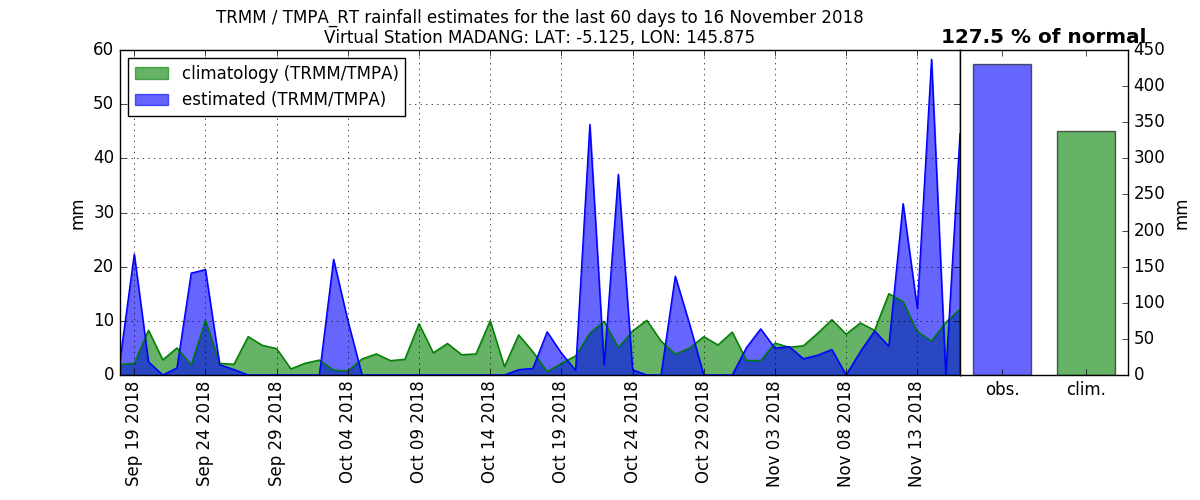 TRMM / TMPA_RT rainfall estimates for the last 60 days to 16 November 2018
Virtual Station MADANG: LAT: -5.125, LON: 145.875
127.5 % of normal
climatology (TRMM/TMPA)
estimated (TRMM/TMPA)
60
50
40
30
20
10
0
mm
450
400
350
300
250
200
150
100
50
0
mm
Sep 19 2018
Sep 24 2018
Sep 29 2018
Oct 04 2018
Oct 09 2018
Oct 14 2018
Oct 19 2018
Oct 24 2018
Oct 29 2018
Nov 03 2018
Nov 08 2018
Nov 13 2018
obs.
clim.